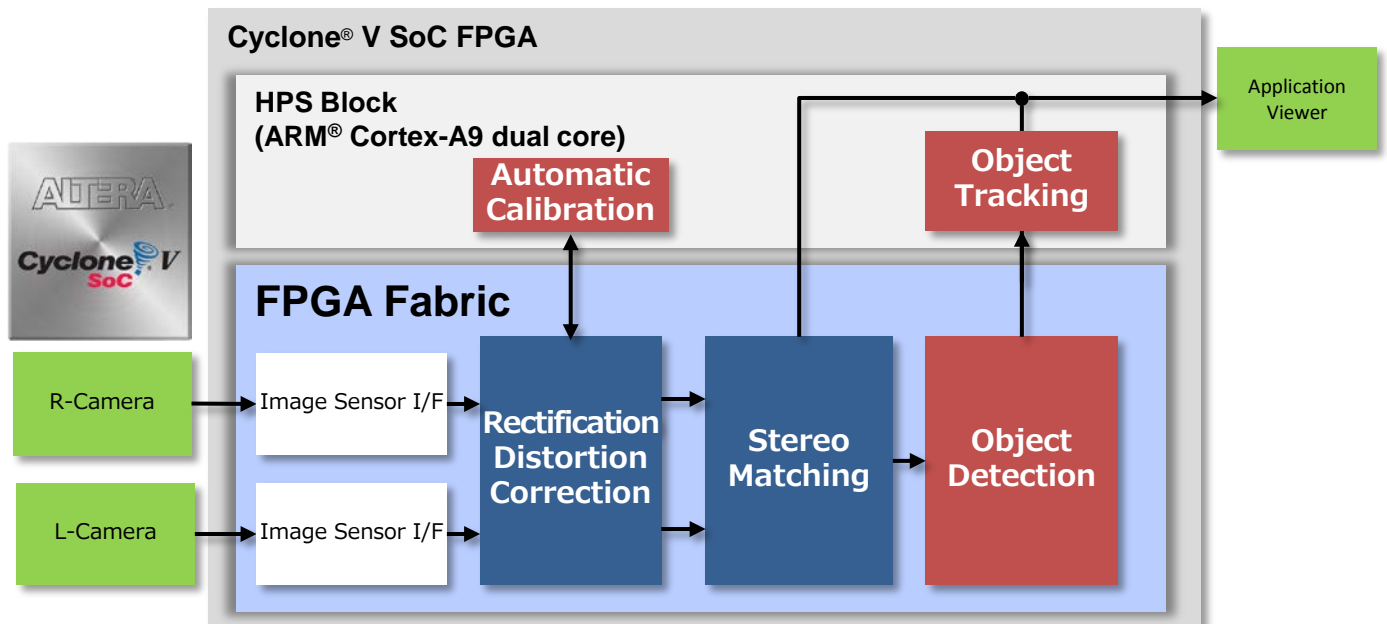 Cyclone® V SoC FPGA
HPS Block
(ARM® Cortex-A9 dual core)
Application
Viewer
Automatic
Calibration
Object
Tracking
ALTERA
Cyclone V
SoC
FPGA Fabric
R-Camera
Image Sensor I/F
Rectification
Distortion
Correction
Stereo
Matching
Object
Detection
L-Camera
Image Sensor I/F